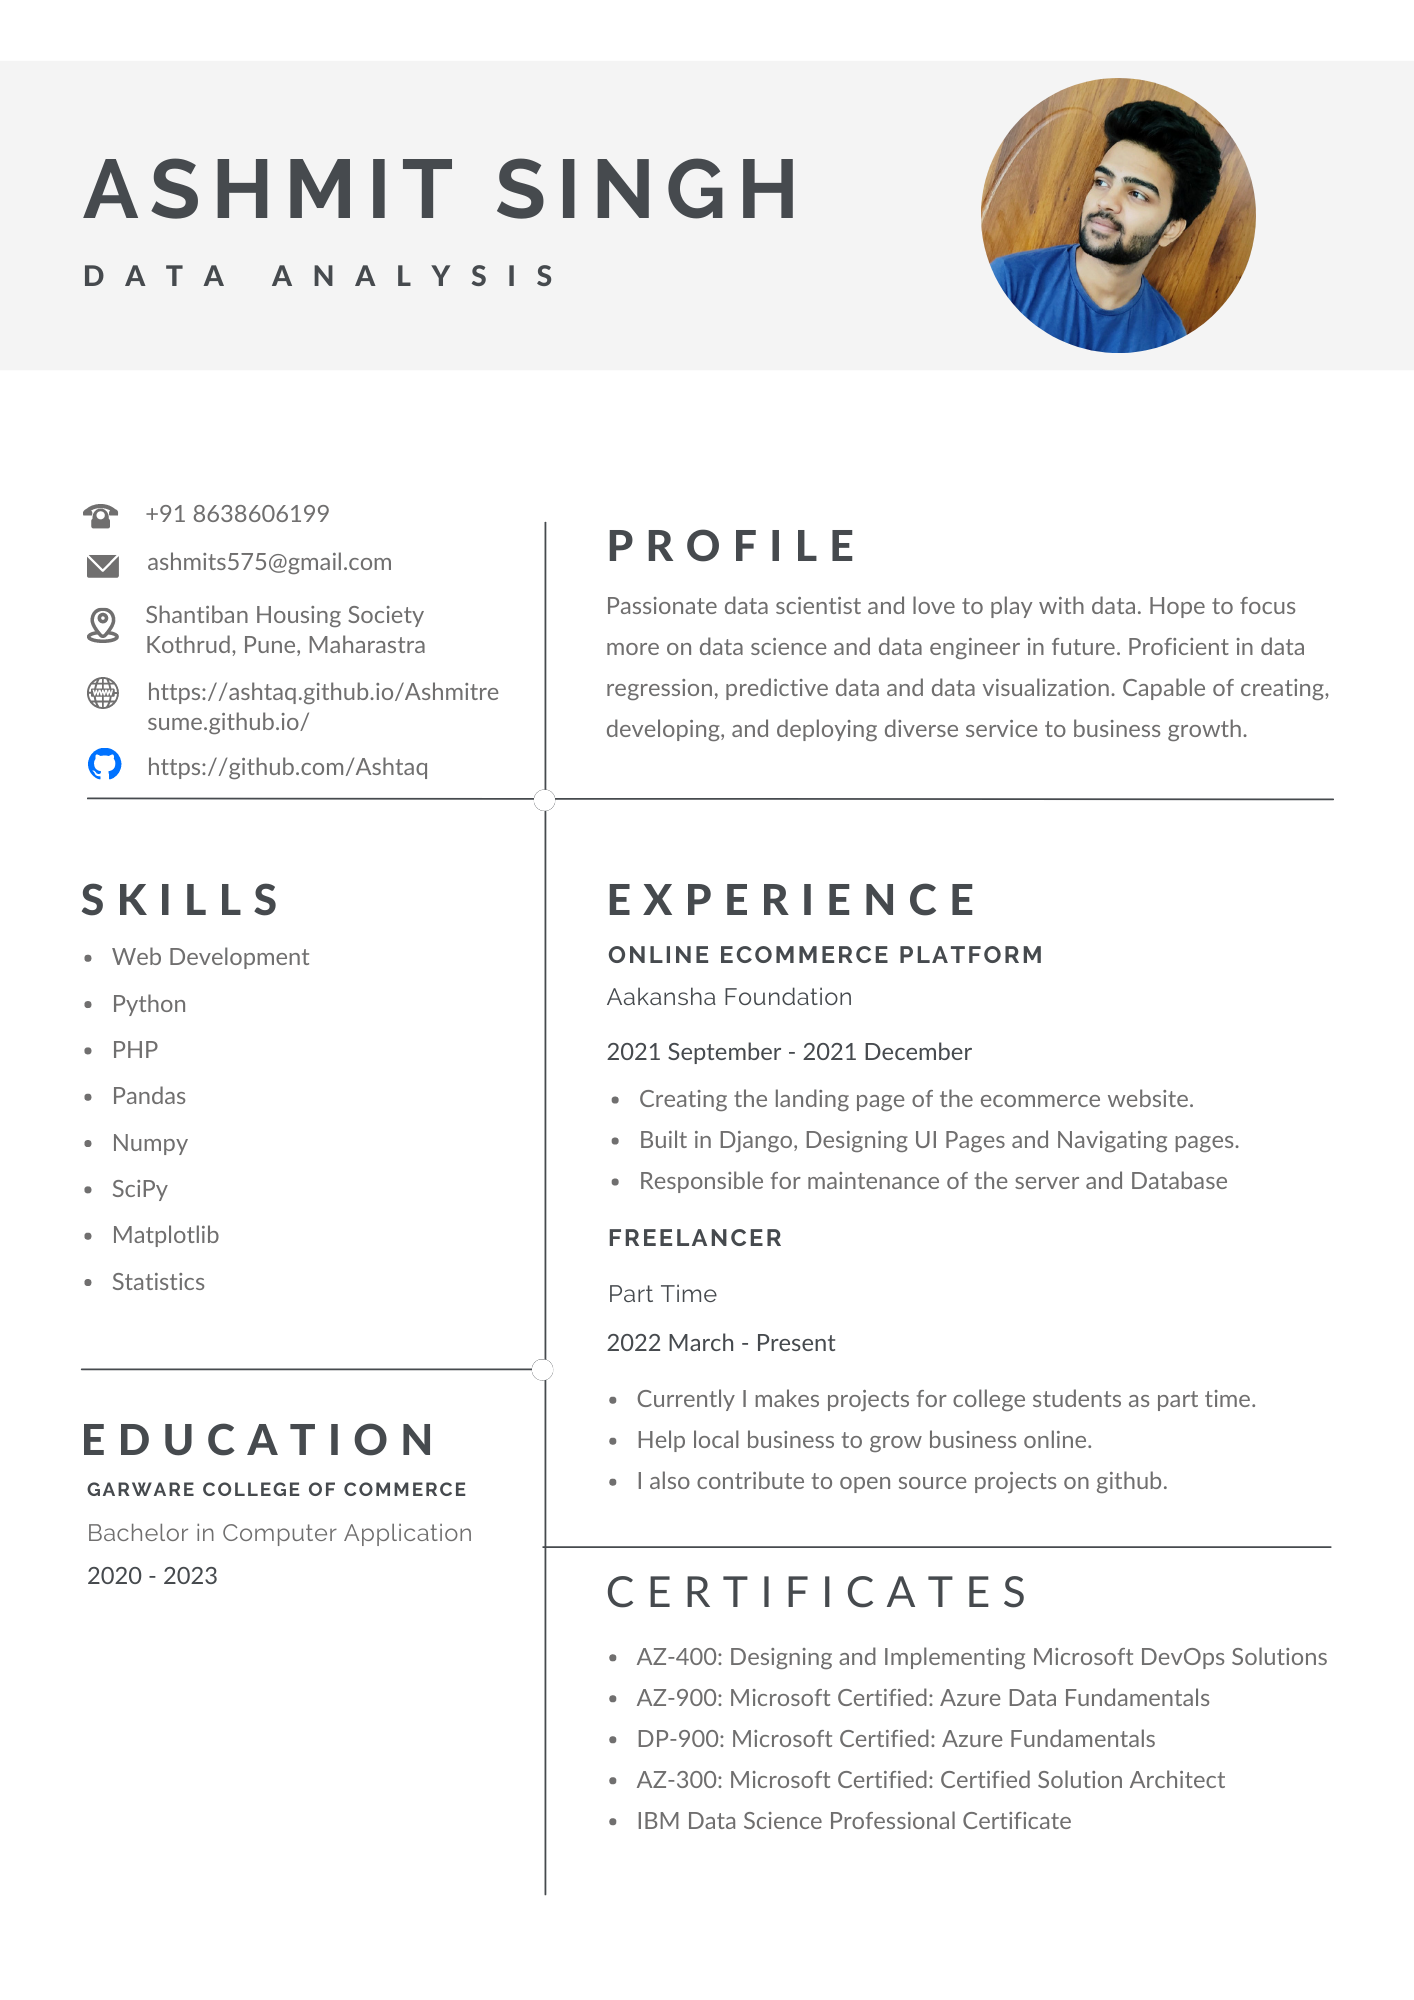 ASHMIT SINGH
DATA ANALYSIS
+91 8638606199
ashmits575@gmail.com
Shantiban Housing Society
Kothrud, Pune, Maharastra
https://ashtaq.github.io/Ashmitre
sume.github.io/
https://github.com/Ashtaq
PROFILE
Passionate data scientist and love to play with data. Hope to focus
more on data science and data engineer in future. Proficient in data
regression, predictive data and data visualization. Capable of creating,
developing, and deploying diverse service to business growth.
SKILLS
• Web Development
• Python
• PHP
• Pandas
• Numpy
• SciPy
• Matplotlib
• Statistics
EDUCATION
GARWARE COLLEGE OF COMMERCE
Bachelor in Computer Application
2020 - 2023
EXPERIENCE
ONLINE ECOMMERCE PLATFORM
Aakansha Foundation
2021 September - 2021 December
• Creating the landing page of the ecommerce website.
• Built in Django, Designing UI Pages and Navigating pages.
• Responsible for maintenance of the server and Database
FREELANCER
Part Time
2022 March - Present
• Currently I makes projects for college students as part time.
• Help local business to grow business online.
• I also contribute to open source projects on github.
CERTIFICATES
• AZ-400: Designing and Implementing Microsoft DevOps Solutions
• AZ-900: Microsoft Certified: Azure Data Fundamentals
• DP-900: Microsoft Certified: Azure Fundamentals
• AZ-300: Microsoft Certified: Certified Solution Architect
• IBM Data Science Professional Certificate